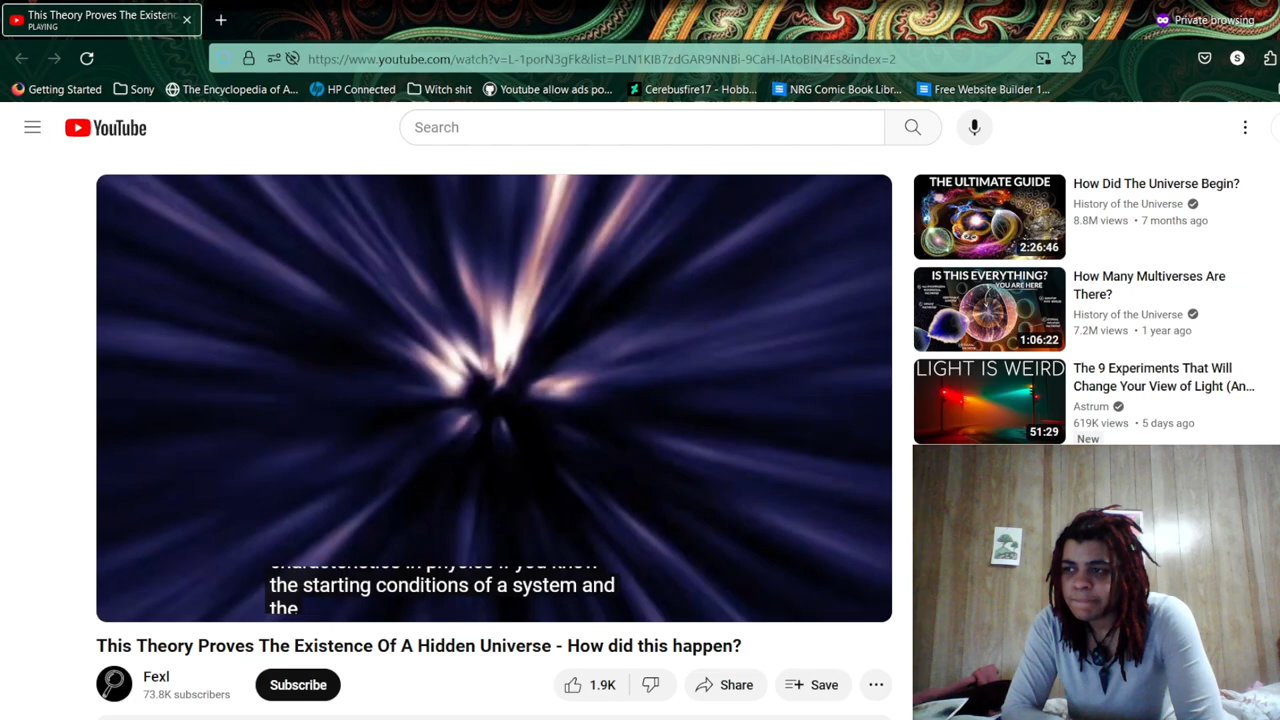 This Theory Proves The Existenc
PLAYING
Private browsing
https://www.youtube.com/watch?v=L-1porN3gFk&list=PLN1KIB7zdGAR9NNBi-9CaH-lAtoBIN4Es&index=2
S
Getting Started Sony The Encyclopedia of A... HP Connected Witch shit Youtube allow ads po... Cerebusfire17 - Hobb... NRG Comic Book Libr... Free Website Builder 1...
YouTube
Search
characteristics in physics if you know
the starting conditions of a system and
the
This Theory Proves The Existence Of A Hidden Universe - How did this happen?
Fexl
73.8K subscribers
Subscribe
1.9K
Share
Save
THE ULTIMATE GUIDE
2:26:46
How Did The Universe Begin?
History of the Universe
8.8M views • 7 months ago
IS THIS EVERYTHING?
YOU ARE HERE
1:06:22
How Many Multiverses Are
There?
History of the Universe
7.2M views • 1 year ago
LIGHT IS WEIRD
51:29
The 9 Experiments That Will
Change Your View of Light (An...
Astrum
619K views • 5 days ago
New